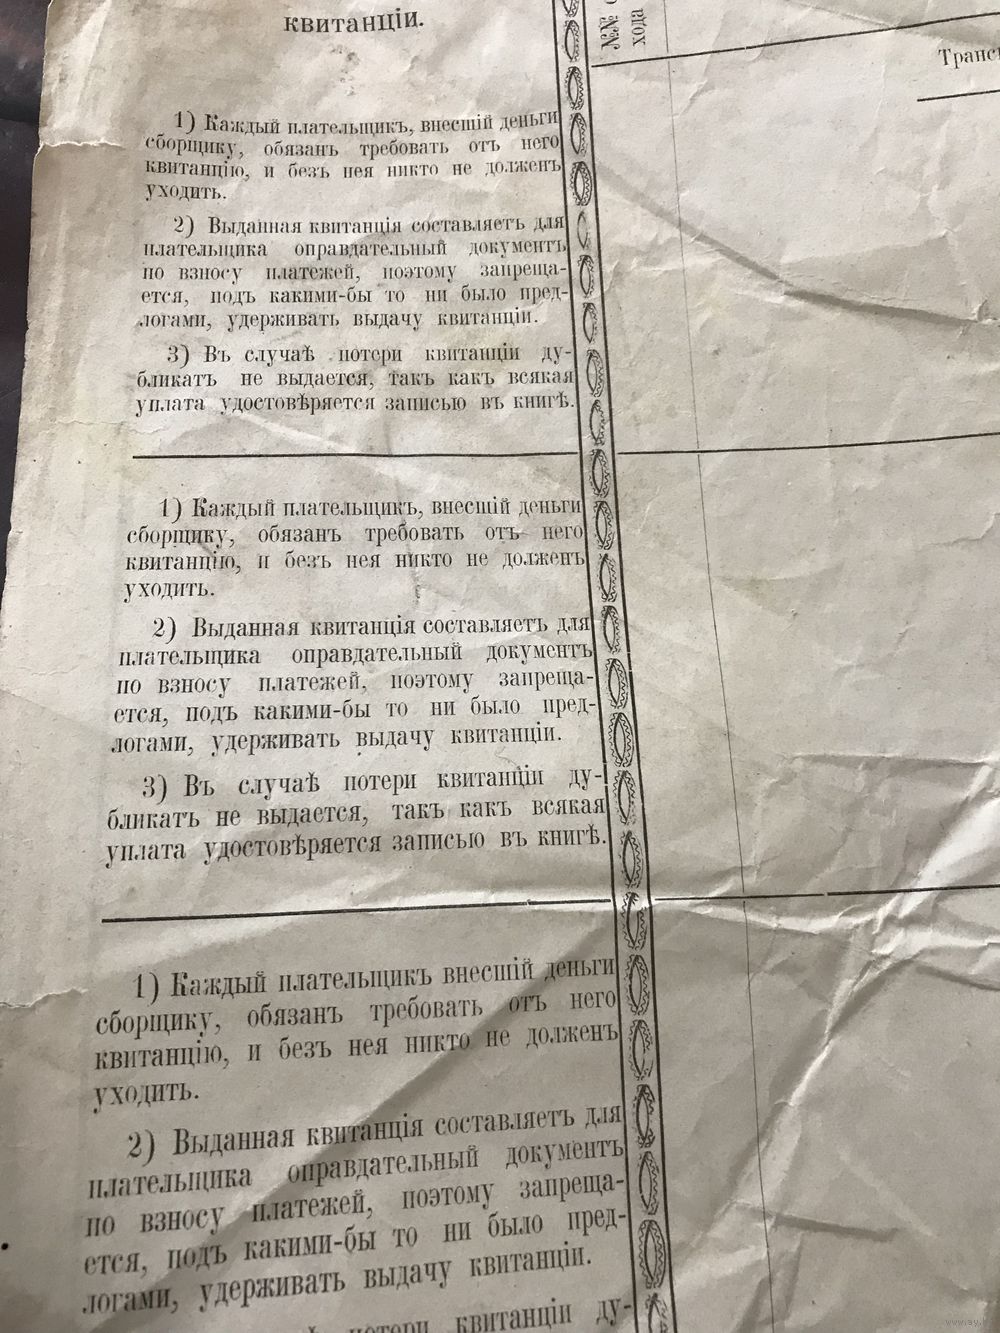 квитанціи.
№№
хода
1) Каждый плательщикъ, внесшій деньги
сборщику, обязанъ требовать отъ него
квитанцію, и безъ нея никто не долженъ
уходить.
2) Выданная квитанція составляетъ для
плательщика оправдательный документъ
по взносу платежей, поэтому запреща-
ется, подъ какими-бы то ни было пред-
логами, удерживать выдачу квитанціи.
3) Въ случаѣ потери квитанціи ду-
бликатъ не выдается, такъ какъ всякая
уплата удостовѣряется записью въ книгѣ.
1) Каждый плательщикъ, внесшій деньги
сборщику, обязанъ требовать отъ него
квитанцію, и безъ нея никто не долженъ
уходить.
2) Выданная квитанція составляетъ для
плательщика оправдательный документъ
по взносу платежей, поэтому запреща-
ется, подъ какими-бы то ни было пред-
логами, удерживать выдачу квитанціи.
3) Въ случаѣ потери квитанціи ду-
бликатъ не выдается, такъ какъ всякая
уплата удостовѣряется записью въ книгѣ.
1) Каждый плательщикъ внесшій деньги
сборщику, обязанъ требовать отъ него
квитанцію, и безъ нея никто не долженъ
уходить.
2) Выданная квитанція составляетъ для
плательщика оправдательный документъ
по взносу платежей, поэтому запреща-
ется, подъ какими-бы то ни было пред-
логами, удерживать выдачу квитанціи.
потери квитанціи ду-
Транс